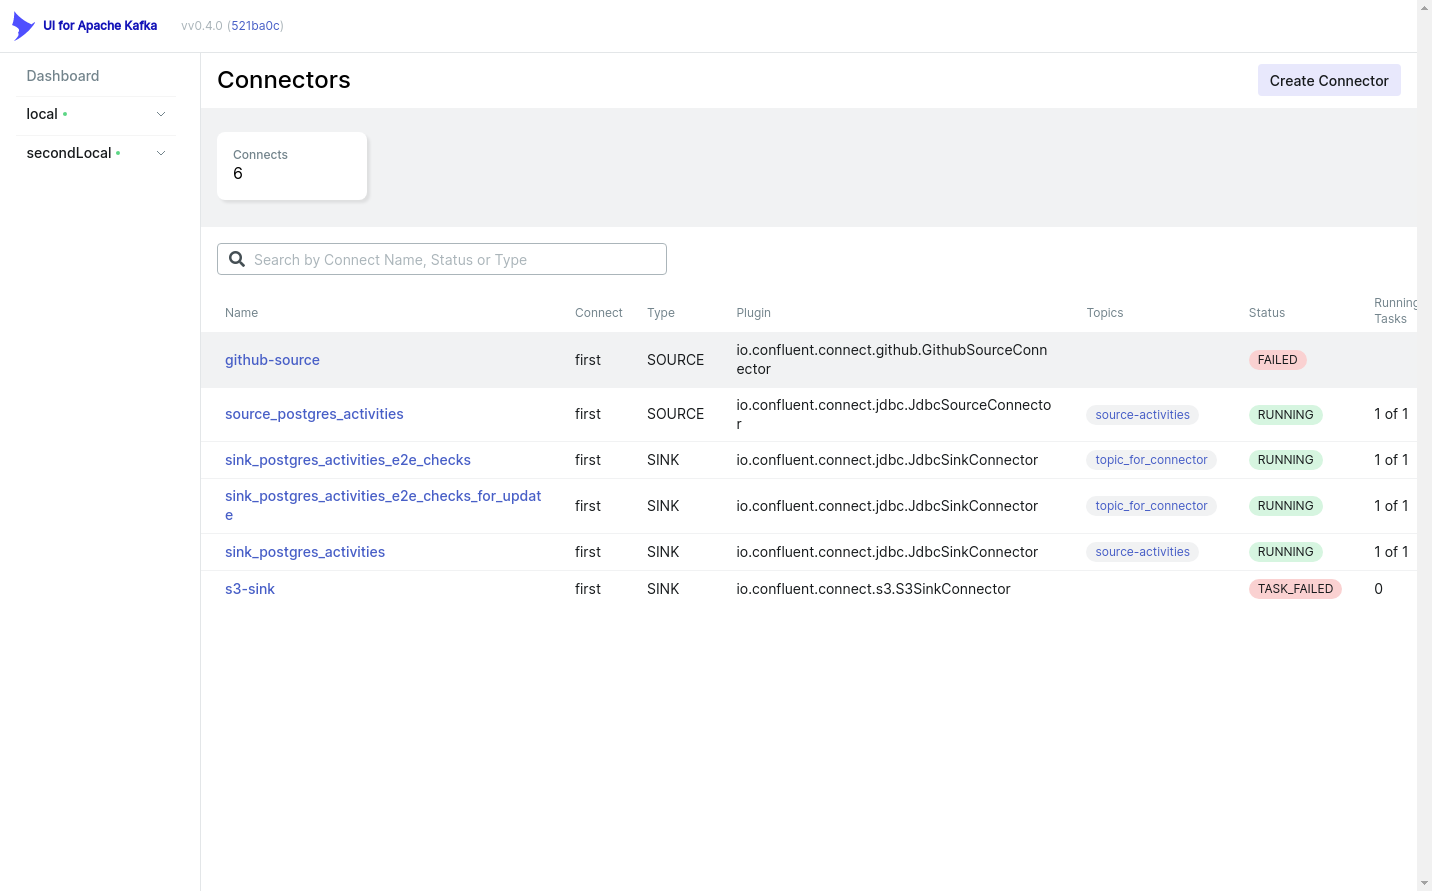 UI for Apache Kafka
vv0.4.0 (521ba0c)
Dashboard
local
secondLocal
Connectors
Create Connector
Connects
6
Search by Connect Name, Status or Type
Name Connect Type Plugin Topics Status Running
Tasks
github-source first SOURCE io.confluent.connect.github.GithubSourceConn
ector FAILED
source_postgres_activities first SOURCE io.confluent.connect.jdbc.JdbcSourceConnecto
r source-activities RUNNING 1 of 1
sink_postgres_activities_e2e_checks first SINK io.confluent.connect.jdbc.JdbcSinkConnector topic_for_connector RUNNING 1 of 1
sink_postgres_activities_e2e_checks_for_updat
e first SINK io.confluent.connect.jdbc.JdbcSinkConnector topic_for_connector RUNNING 1 of 1
sink_postgres_activities first SINK io.confluent.connect.jdbc.JdbcSinkConnector source-activities RUNNING 1 of 1
s3-sink first SINK io.confluent.connect.s3.S3SinkConnector TASK_FAILED 0